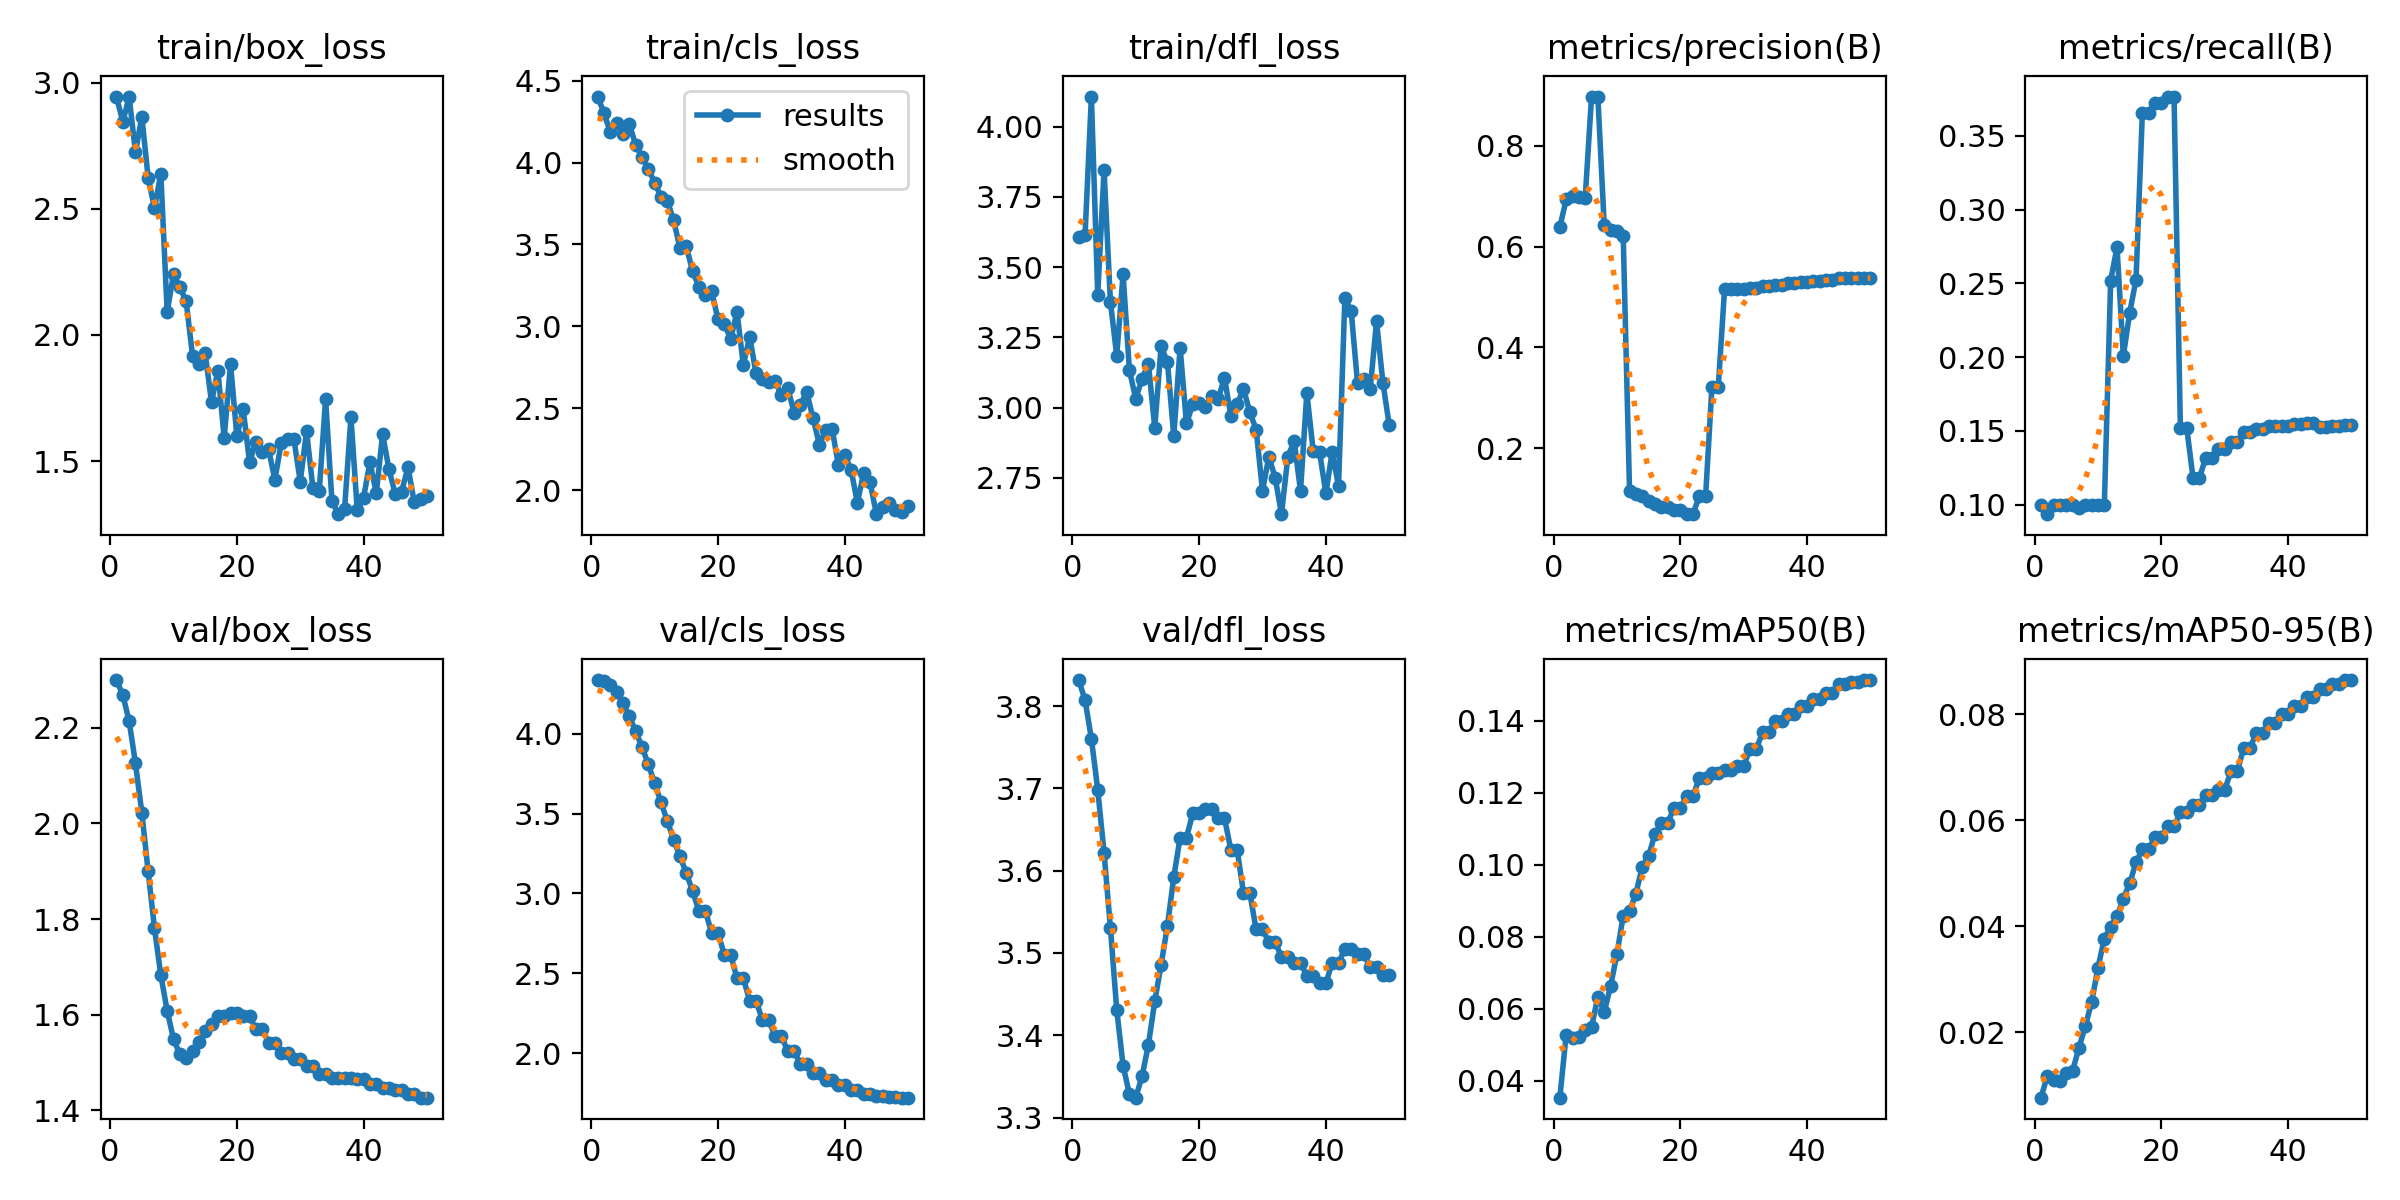 train/box_loss
3.0
2.5
2.0
1.5
0 20 40
train/cls_loss
4.5
4.0
3.5
3.0
2.5
2.0
results
smooth
0 20 40
train/dfl_loss
4.00
3.75
3.50
3.25
3.00
2.75
0 20 40
metrics/precision(B)
0.8
0.6
0.4
0.2
0 20 40
metrics/recall(B)
0.35
0.30
0.25
0.20
0.15
0.10
0 20 40
val/box_loss
2.2
2.0
1.8
1.6
1.4
0 20 40
val/cls_loss
4.0
3.5
3.0
2.5
2.0
0 20 40
val/dfl_loss
3.8
3.7
3.6
3.5
3.4
3.3
0 20 40
metrics/mAP50(B)
0.14
0.12
0.10
0.08
0.06
0.04
0 20 40
metrics/mAP50-95(B)
0.08
0.06
0.04
0.02
0 20 40